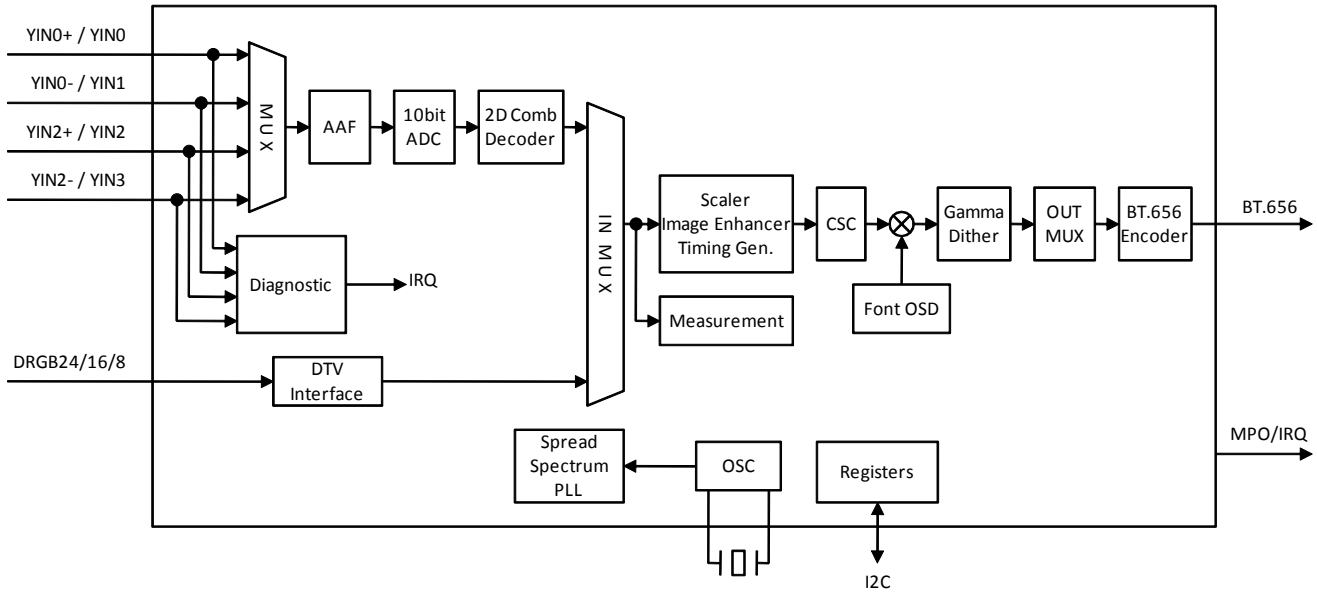 YIN0+ / YIN0
YIN0- / YIN1
YIN2+ / YIN2
YIN2- / YIN3
MUX
AAF
10bit
ADC
2D Comb
Decoder
Diagnostic
IRQ
DRGB24/16/8
DTV
Interface
IN MUX
Scaler
Image Enhancer
Timing Gen.
Measurement
CSC
Font OSD
Gamma
Dither
OUT
MUX
BT.656
Encoder
BT.656
MPO/IRQ
Spread
Spectrum
PLL
OSC
Registers
I2C